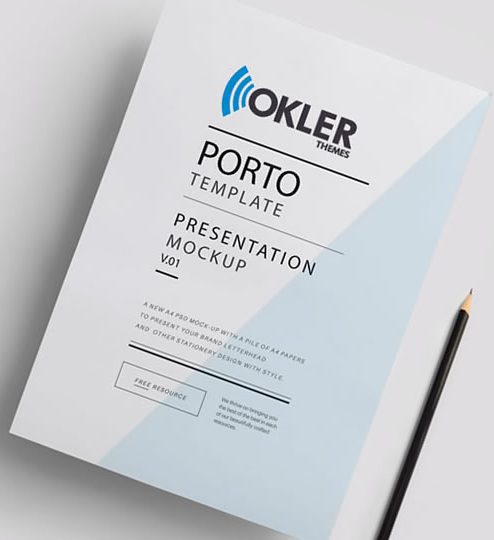 OKLER
THEMES
PORTO
TEMPLATE
PRESENTATION
MOCKUP
V.01
A NEW A4 PSD MOCK-UP WITH A PILE OF A4 PAPERS
TO PRESENT YOUR BRAND LETTERHEAD
AND OTHER STATIONERY DESIGN WITH STYLE.
FREE RESOURCE
We thrive on bringing you
the best of the best in each
of our beautifully crafted
resources